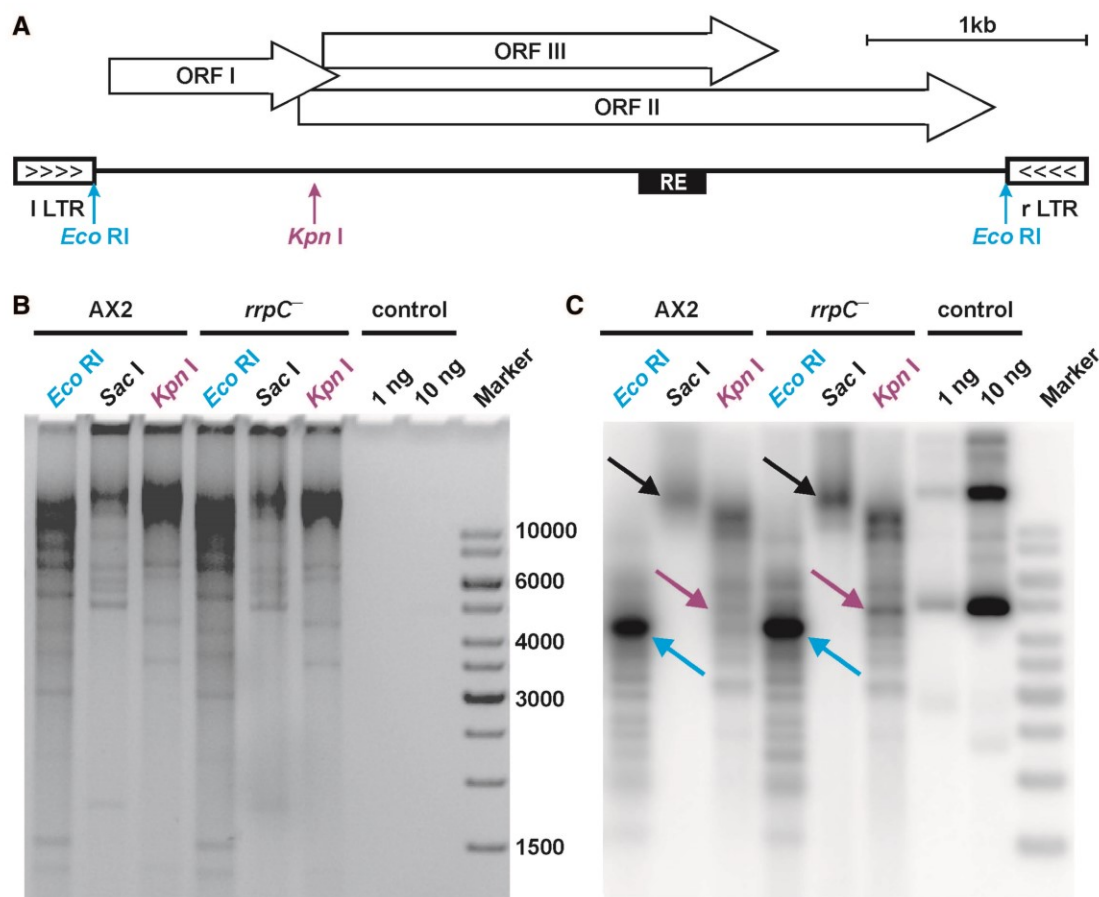 A
1kb
ORF III
ORF I
ORF II
>>>>
<<<<
RE
l LTR
r LTR
Eco RI
Kpn I
Eco RI
B
AX2
rrpC–
control
Eco RI
Sac I
Kpn I
Eco RI
Sac I
Kpn I
1 ng
10 ng
Marker
10000
6000
4000
3000
1500
C
AX2
rrpC–
control
Eco RI
Sac I
Kpn I
Eco RI
Sac I
Kpn I
1 ng
10 ng
Marker